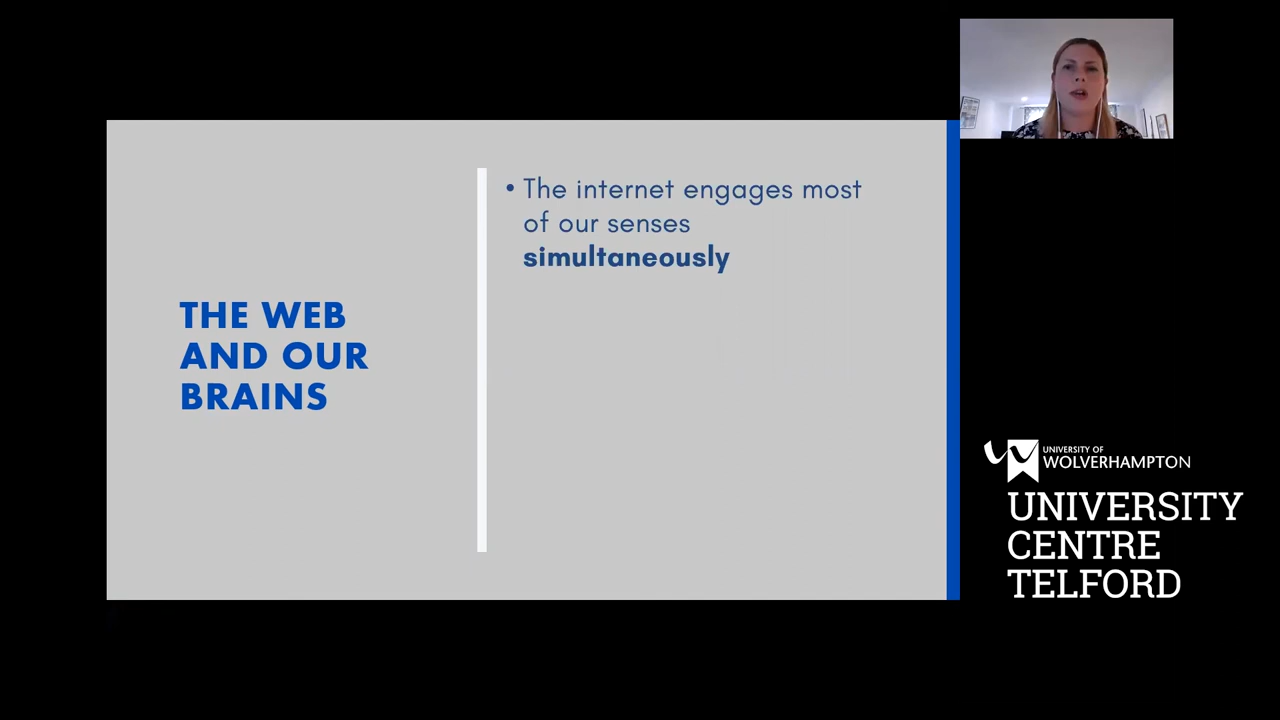 THE WEB
AND OUR
BRAINS
• The internet engages most
of our senses
simultaneously
UNIVERSITY OF
WOLVERHAMPTON
UNIVERSITY
CENTRE
TELFORD